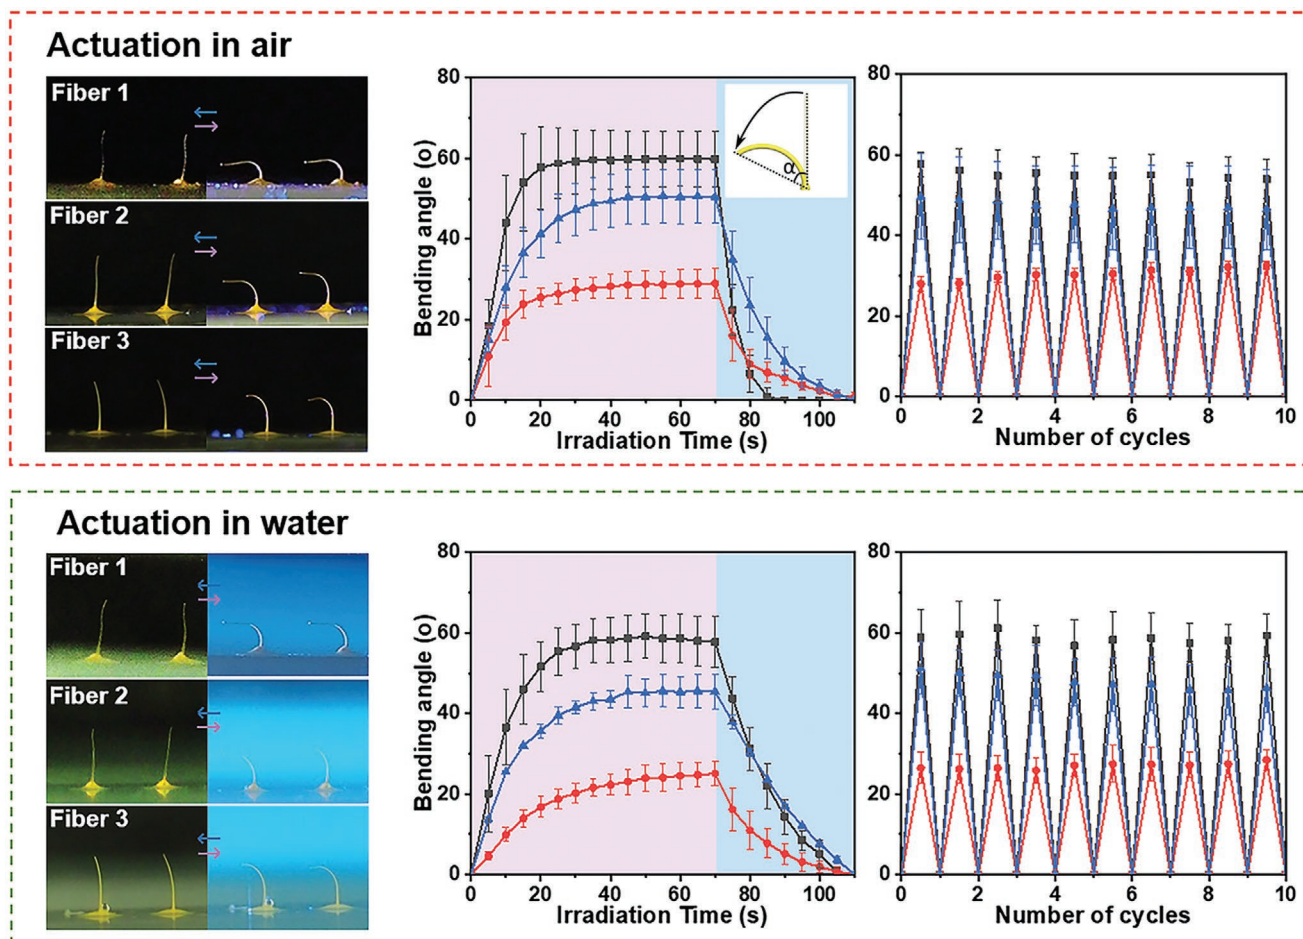 Actuation in air
Fiber 1
Fiber 2
Fiber 3
Bending angle (o)
80
60
40
20
0
α
0 20 40 60 80 100
Irradiation Time (s)
80
60
40
20
0
0 2 4 6 8 10
Number of cycles
Actuation in water
Fiber 1
Fiber 2
Fiber 3
Bending angle (o)
80
60
40
20
0
0 20 40 60 80 100
Irradiation Time (s)
80
60
40
20
0
0 2 4 6 8 10
Number of cycles